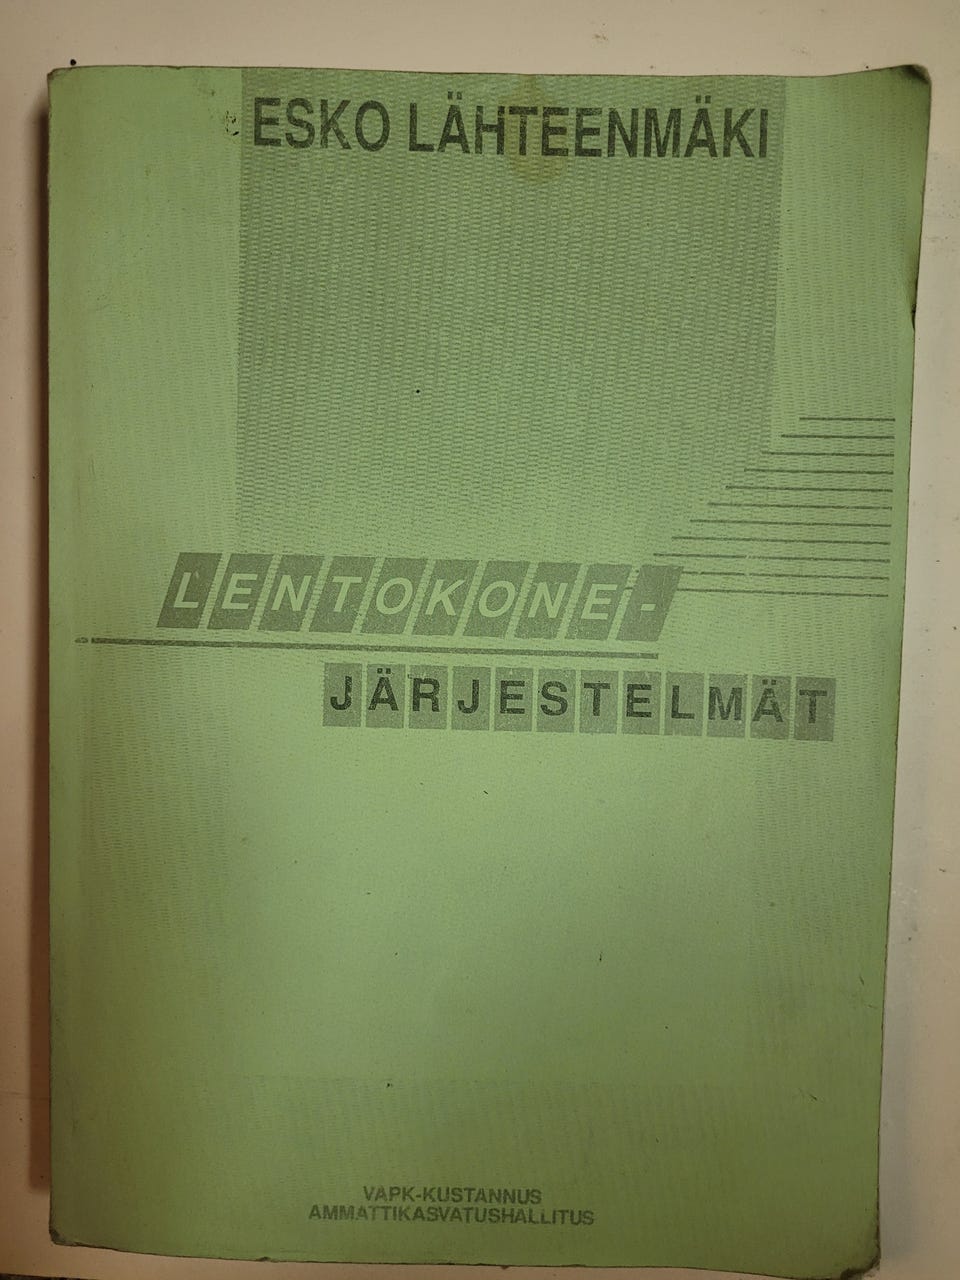 ESKO LÄHTEENMÄKI
LENTOKONE-
JÄRJESTELMÄT
VAPK-KUSTANNUS
AMMATTIKASVATUSHALLITUS